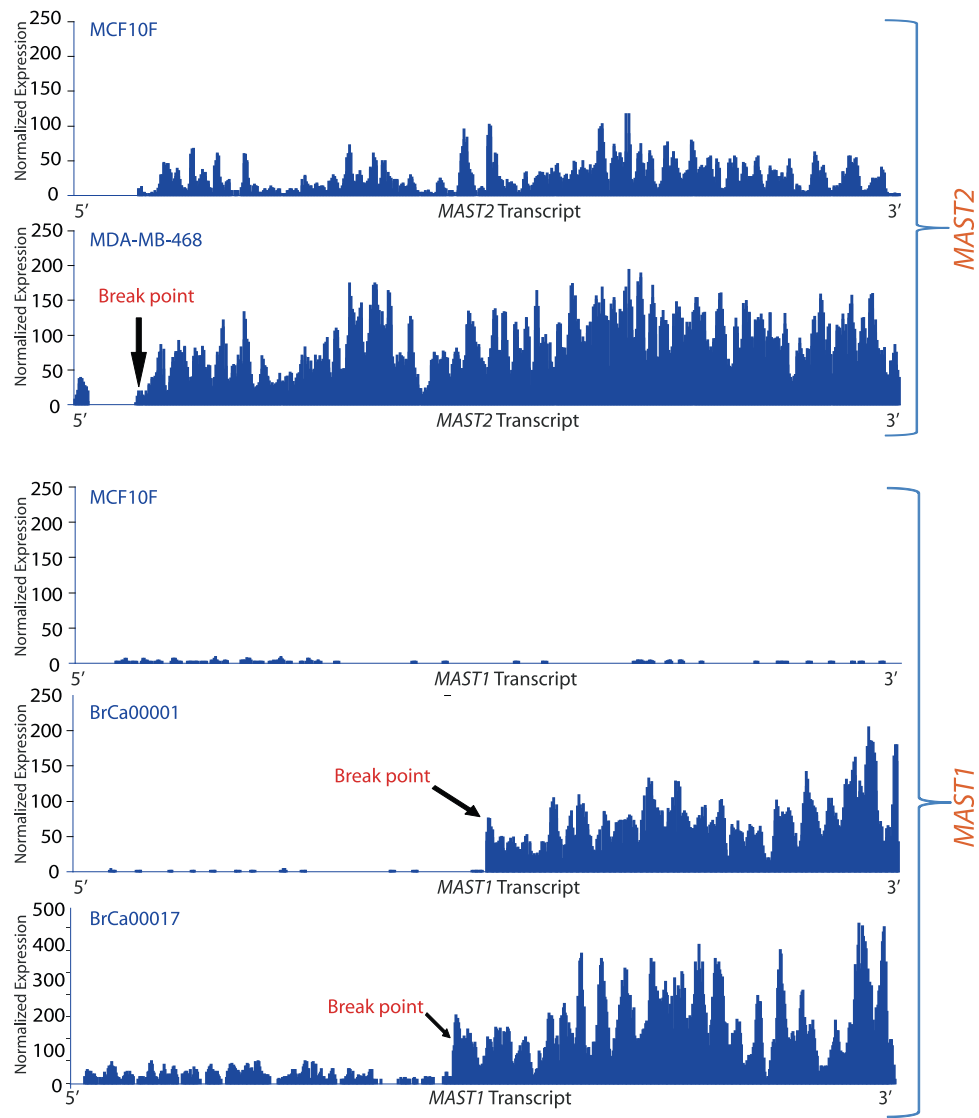 MCF10F
Normalized Expression
250
200
150
100
50
0
5′
MAST2 Transcript
3′
MDA-MB-468
Break point
Normalized Expression
250
200
150
100
50
0
5′
MAST2 Transcript
3′
MAST2
MCF10F
Normalized Expression
250
200
150
100
50
0
5′
MAST1 Transcript
3′
BrCa00001
Break point
Normalized Expression
250
200
150
100
50
0
5′
MAST1 Transcript
3′
BrCa00017
Break point
Normalized Expression
500
400
300
200
100
0
5′
MAST1 Transcript
3′
MAST1